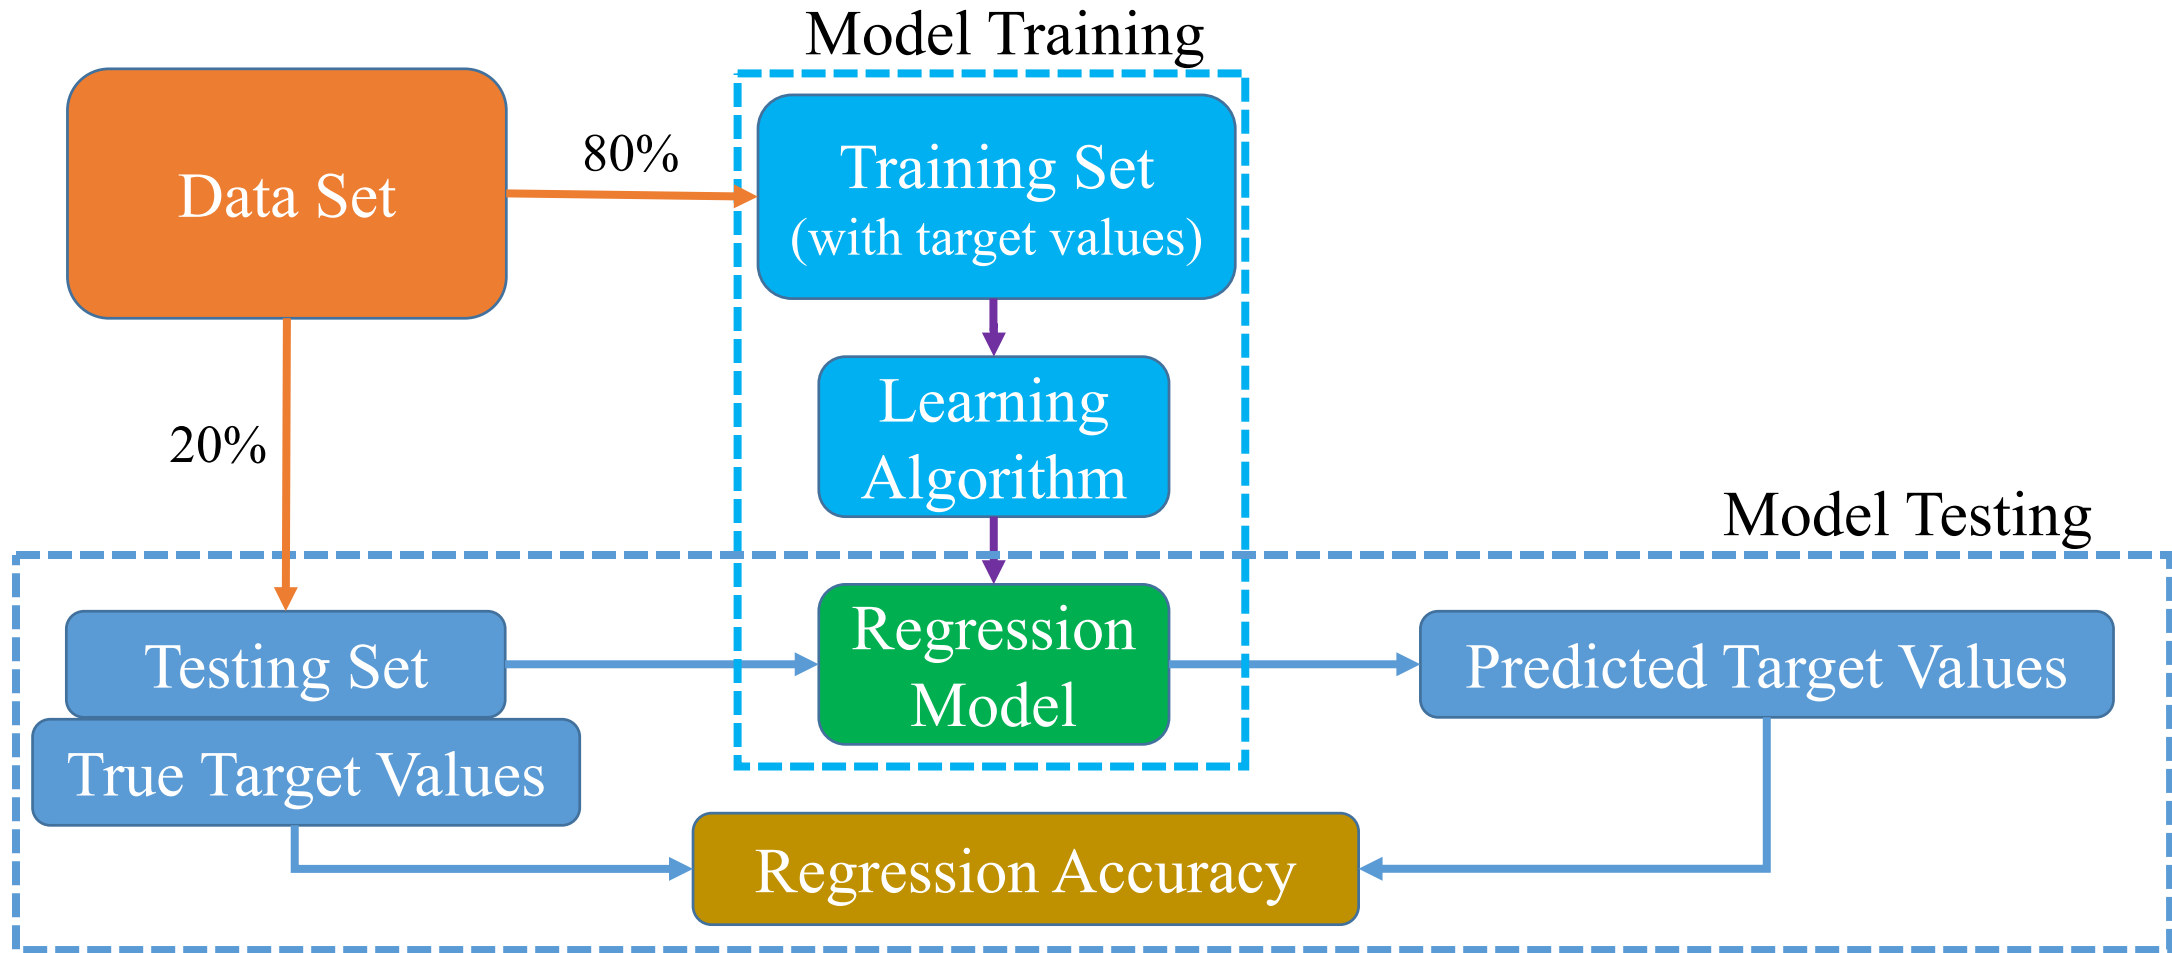 Model Training
Data Set
80%
Training Set
(with target values)
20%
Learning
Algorithm
Model Testing
Testing Set
Regression
Model
Predicted Target Values
True Target Values
Regression Accuracy